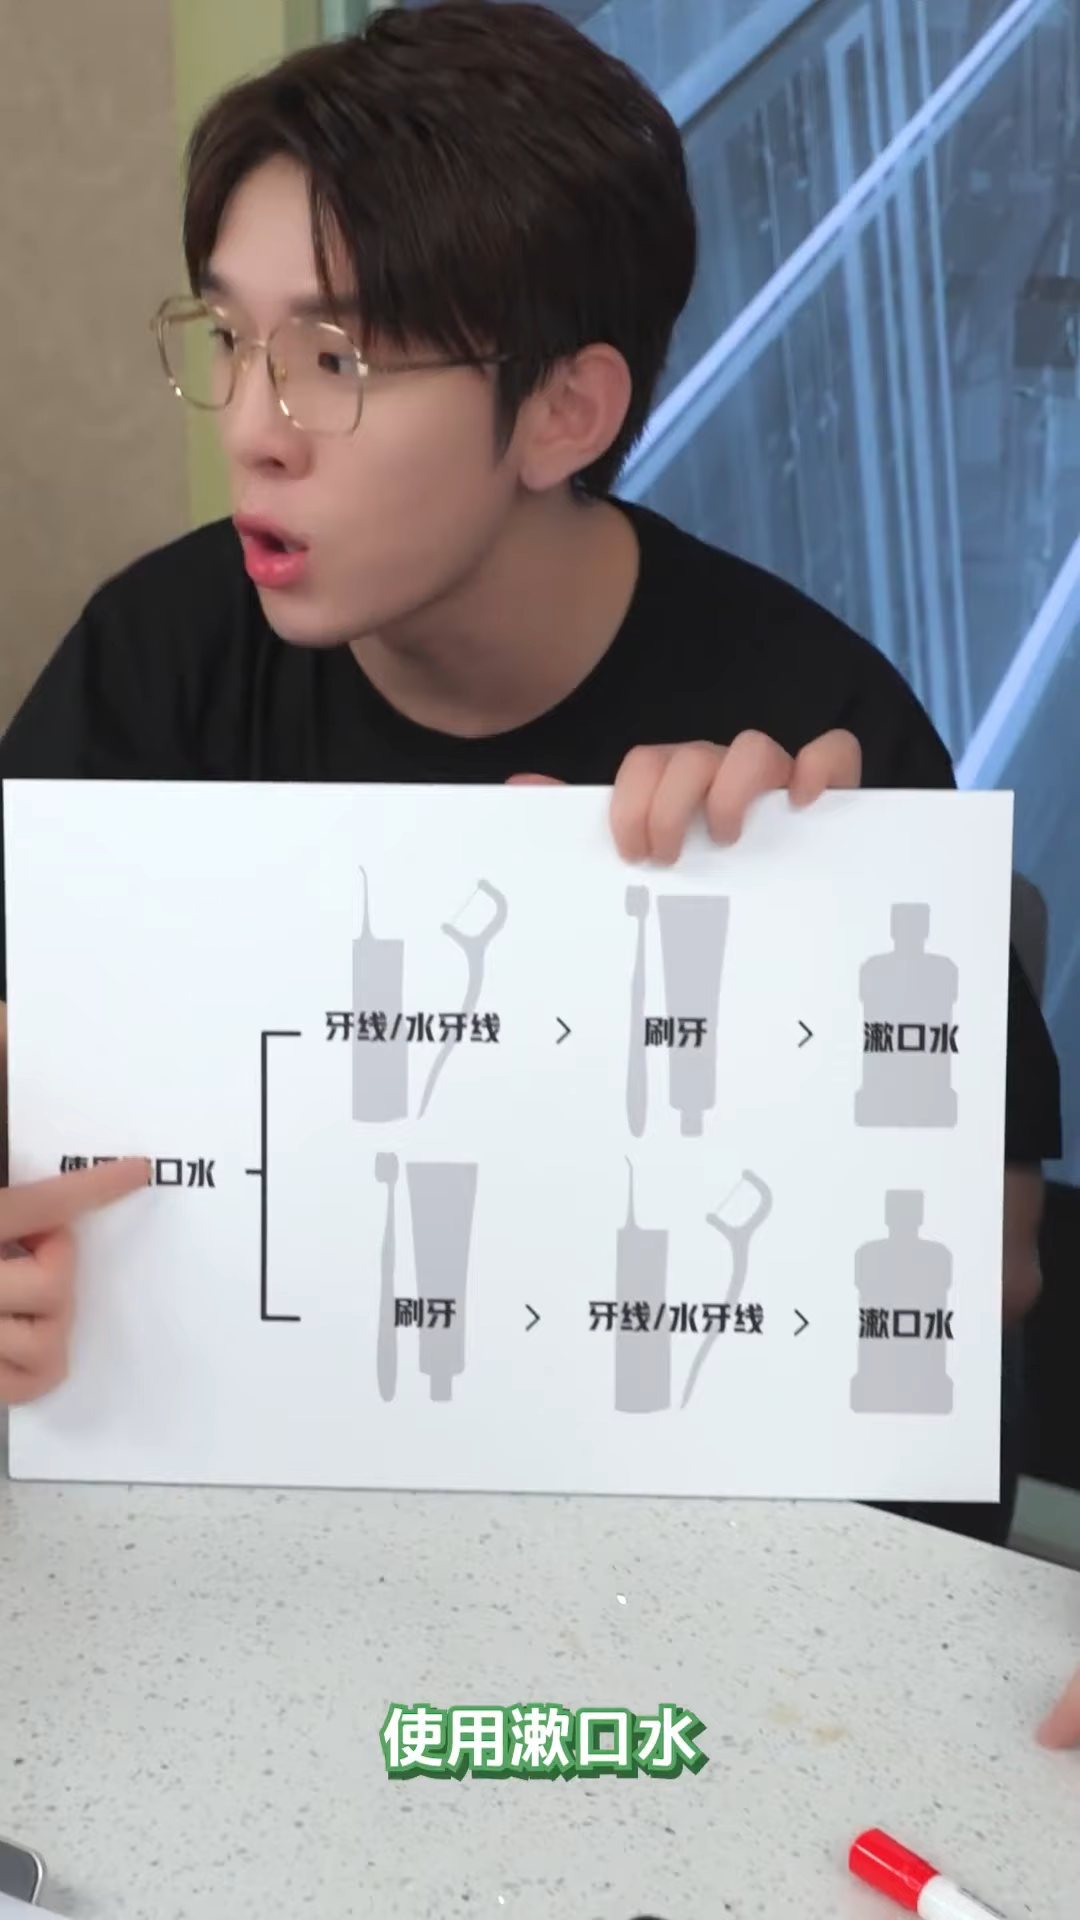 牙线/水牙线 > 刷牙 > 漱口水
口水
刷牙 > 牙线/水牙线 > 漱口水
使用漱口水